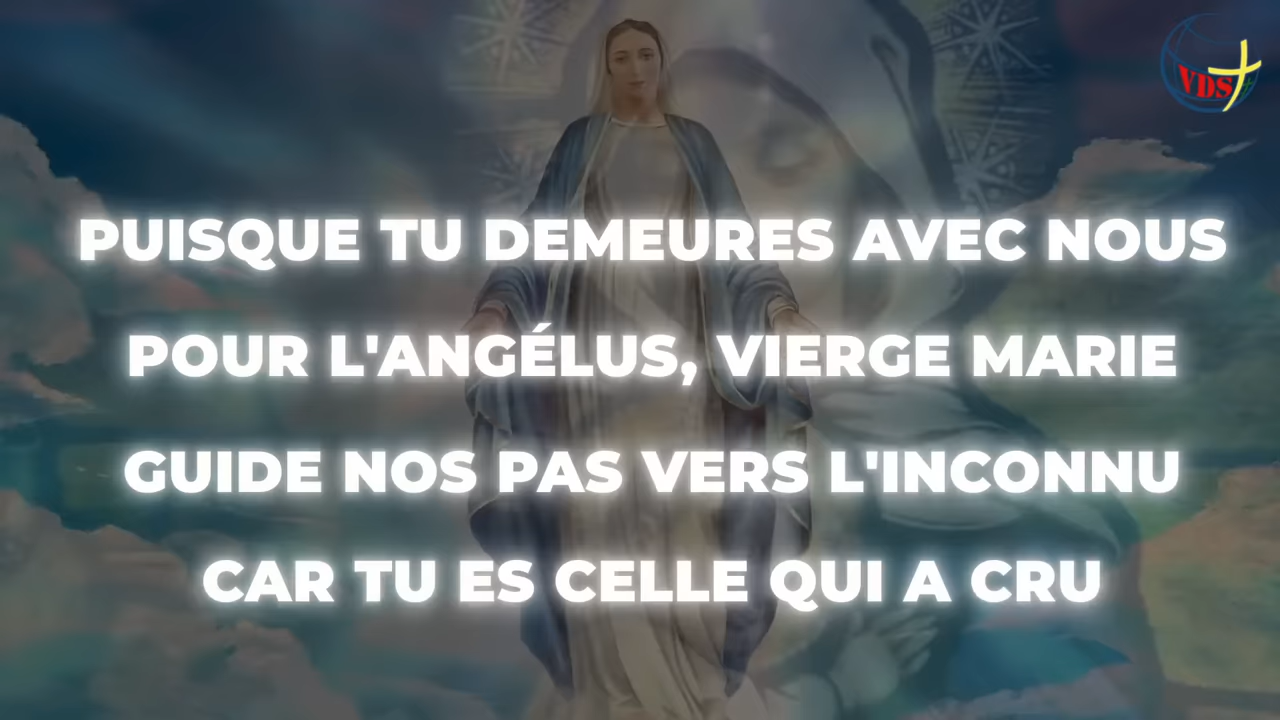 VDS
PUISQUE TU DEMEURES AVEC NOUS
POUR L'ANGÉLUS, VIERGE MARIE
GUIDE NOS PAS VERS L'INCONNU
CAR TU ES CELLE QUI A CRU